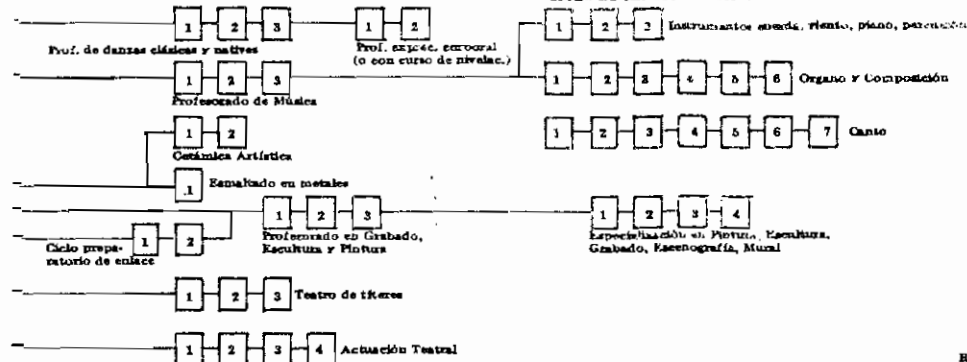 1 2 3
Prof. de danzas clásicas y nativas
1 2
Prof. exprés. corporal
(o con curso de nivelac.)
1 2 3 Instrumentos cuerda, viento, piano, percusión
1 2 3
Profesorado de Música
1 2 3 4 5 6 Organo y Composición
1 2
Cerámica Artística
1 2 3 4 5 6 7 Canto
.1 Esmaltado en metales
1 2 3
Profesorado en Grabado,
Escultura y Pintura
1 2 3 4
Especialización en Pintura, Escultura,
Grabado, Escenografía, Mural
Ciclo prepa- 1 2
ratorio de enlace
1 2 3 Teatro de títeres
1 2 3 4 Actuación Teatral